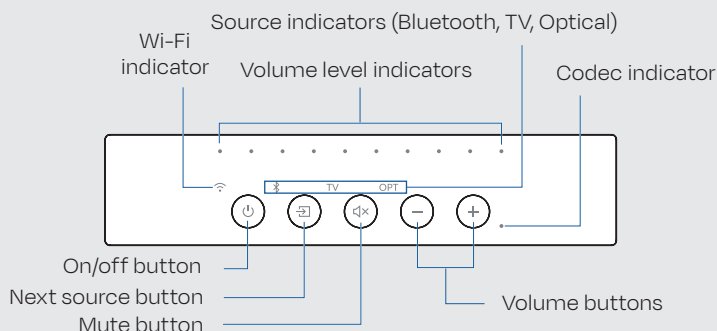 Source indicators (Bluetooth, TV, Optical)
Wi-Fi
indicator
Volume level indicators
Codec indicator
TV
OPT
On/off button
Next source button
Mute button
Volume buttons